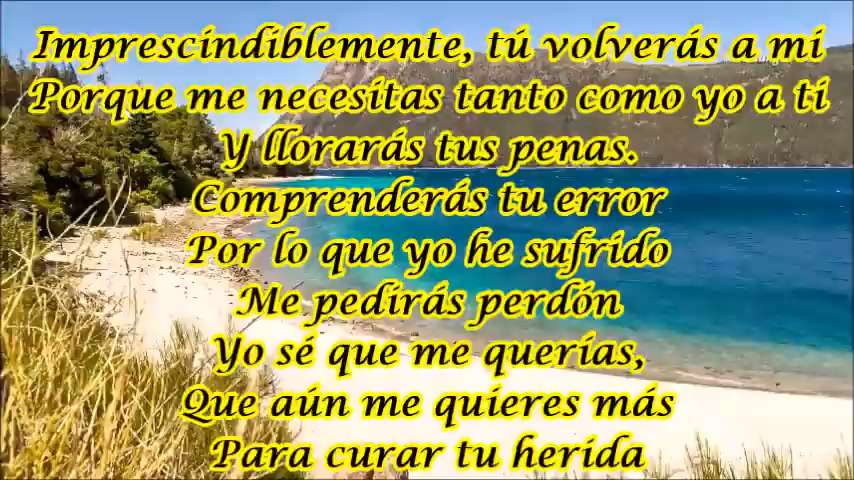 Imprescindiblemente, tú volverás a mi
Porque me necesitas tanto como yo a ti
Y llorarás tus penas.
Comprenderás tu error
Por lo que yo he sufrido
Me pedirás perdón
Yo sé que me querías,
Que aún me quieres más
Para curar tu herida